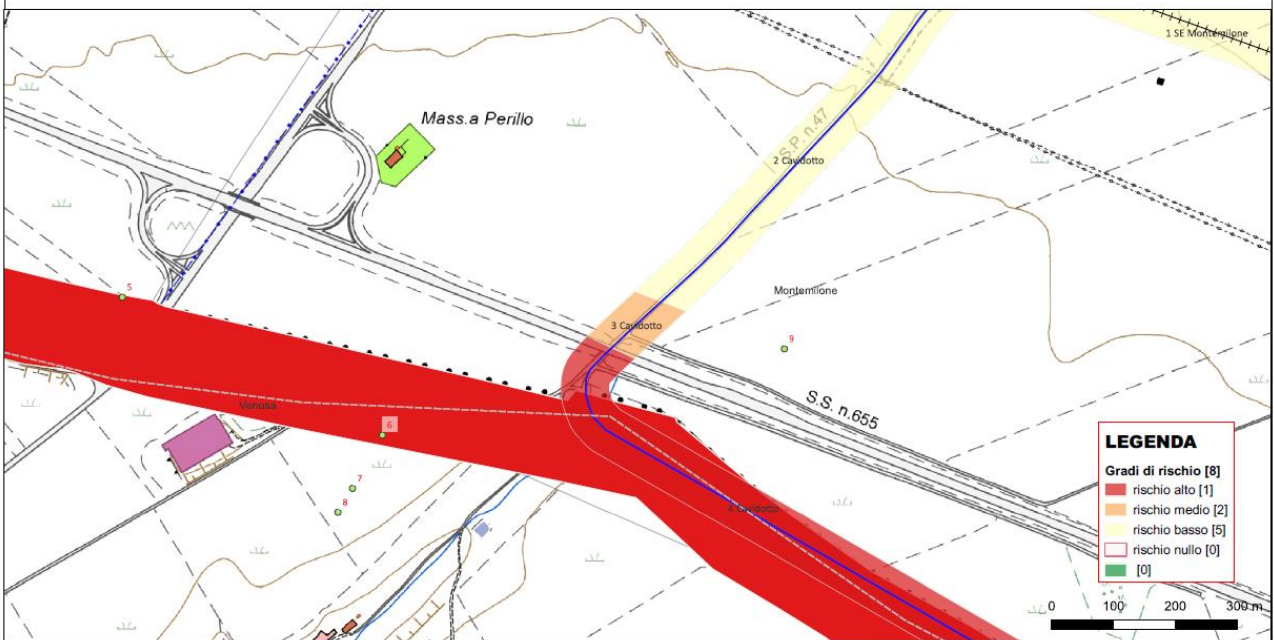 1 SE Montemilone
Mass.a Perillo
S.P. n.47
2 Cavidotto
5
Montemilone
3 Cavidotto
9
S.S. n.655
Venosa
6
7
8
4 Cavidotto
LEGENDA
Gradi di rischio [8]
rischio alto [1]
rischio medio [2]
rischio basso [5]
rischio nullo [0]
[0]
0 100 200 300 m